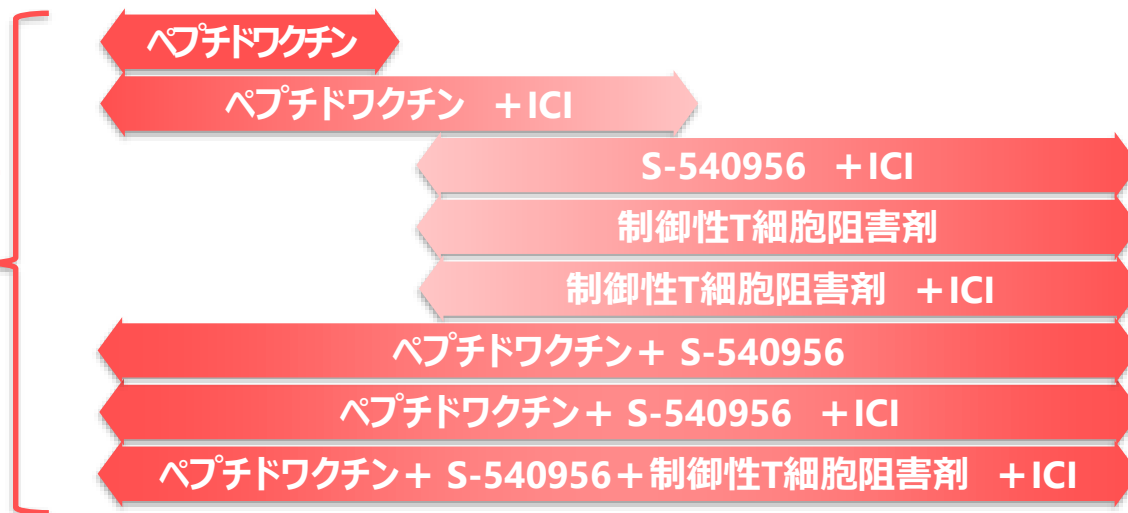 ペプチドワクチン
ペプチドワクチン ＋ICI
S-540956 ＋ICI
制御性T細胞阻害剤
制御性T細胞阻害剤 ＋ICI
ペプチドワクチン＋ S-540956
ペプチドワクチン＋ S-540956 ＋ICI
ペプチドワクチン＋ S-540956＋制御性T細胞阻害剤 ＋ICI